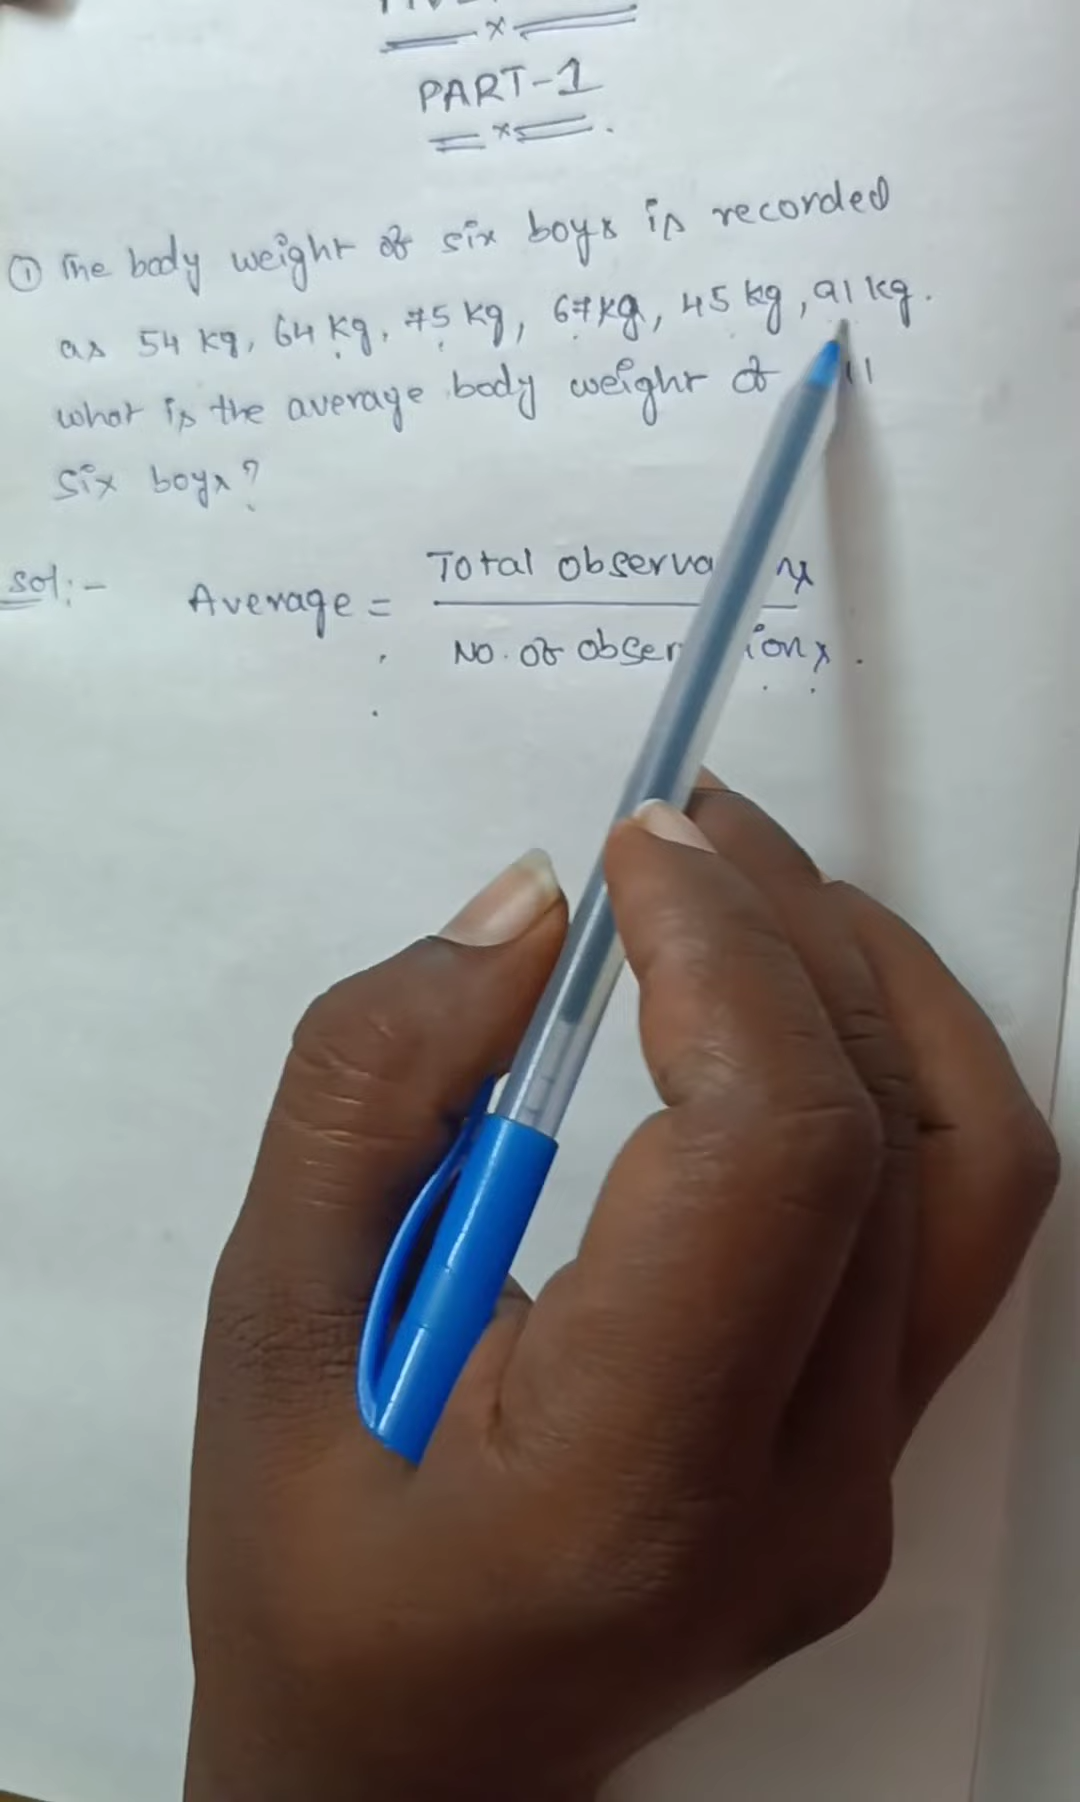 PART-1
① The body weight of six boys is recorded
as 54 kg, 64 kg, 75 kg, 67 kg, 45 kg, 91 kg.
what is the average body weight of
six boys?
Sol:- Average = Total
No. of